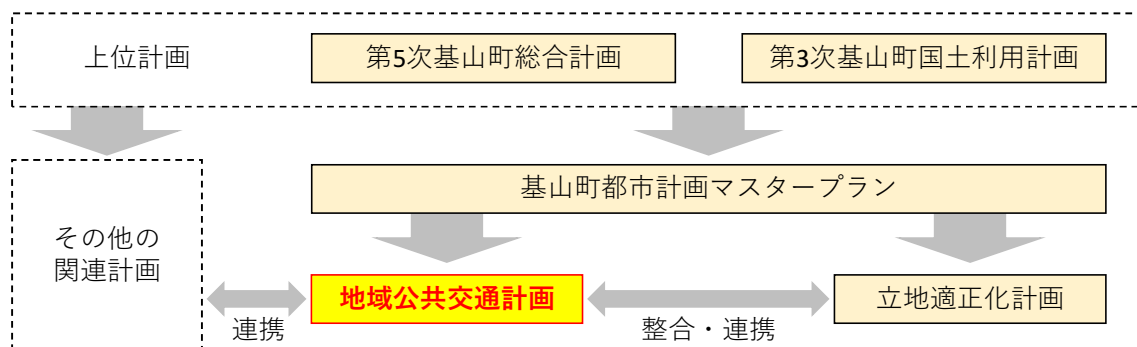 上位計画
第5次基山町総合計画
第3次基山町国土利用計画
基山町都市計画マスタープラン
その他の
関連計画
地域公共交通計画
立地適正化計画
連携
整合・連携